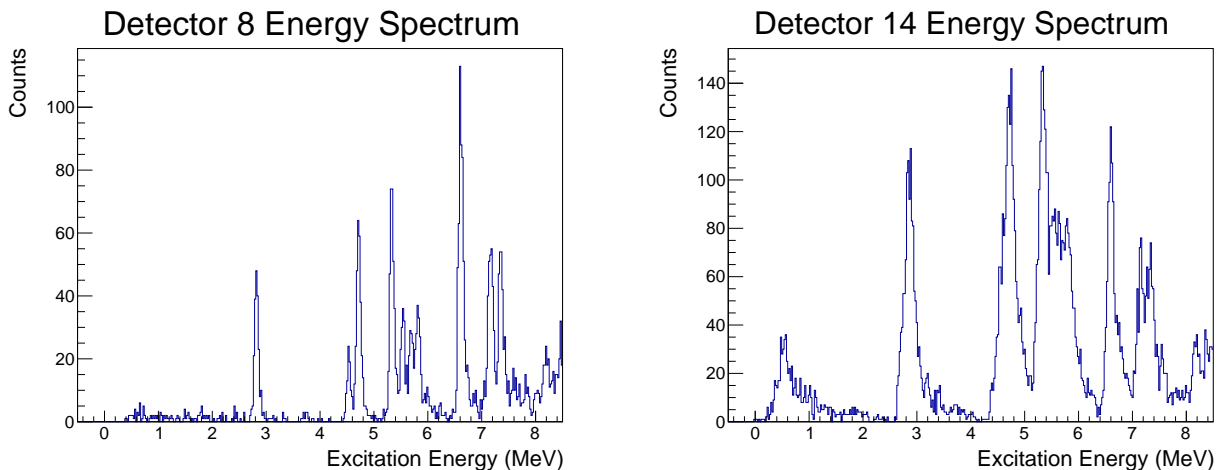 Detector 8 Energy Spectrum
Counts
100
80
60
40
20
0
0 1 2 3 4 5 6 7 8
Excitation Energy (MeV)
Detector 14 Energy Spectrum
Counts
140
120
100
80
60
40
20
0
0 1 2 3 4 5 6 7 8
Excitation Energy (MeV)